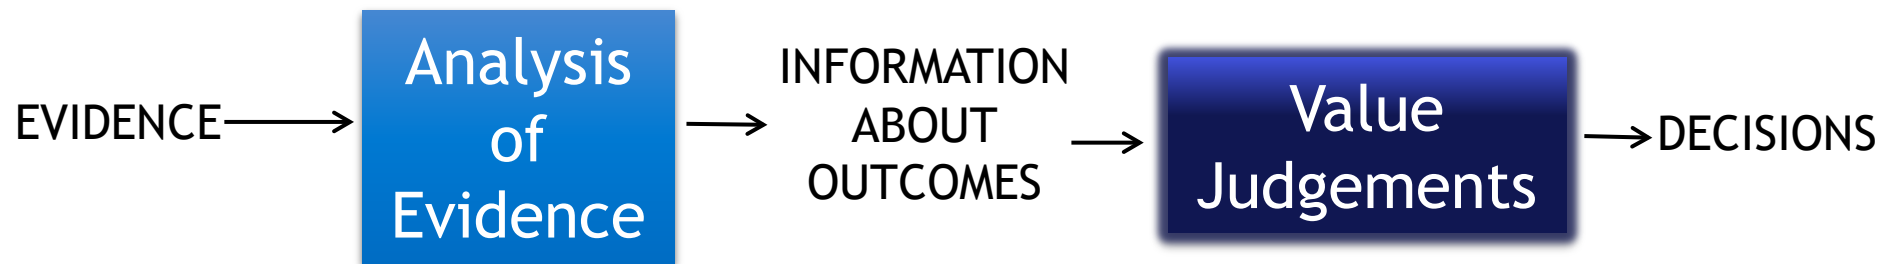 EVIDENCE
Analysis
of
Evidence
INFORMATION
ABOUT
OUTCOMES
Value
Judgements
DECISIONS